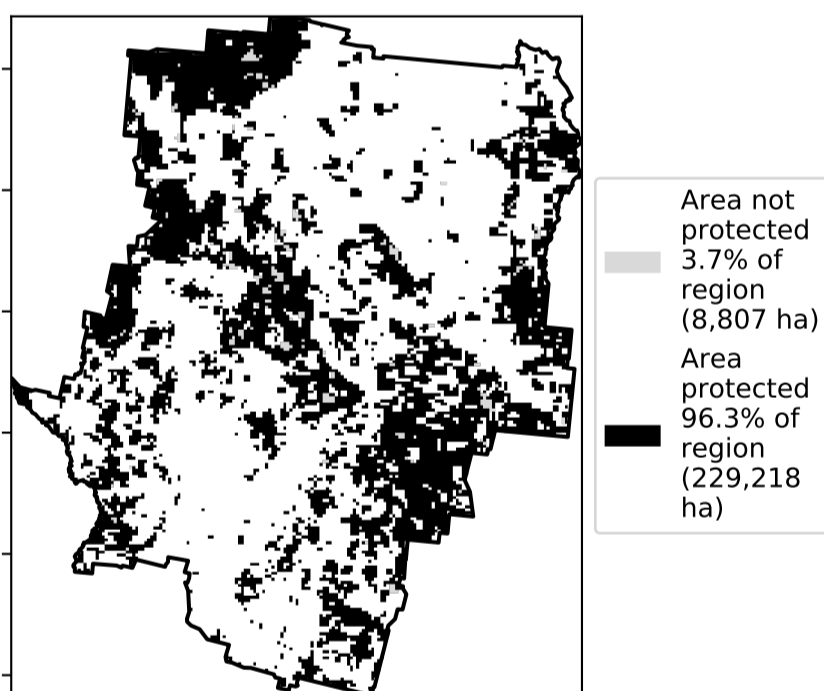 Area not
protected
3.7% of
region
(8,807 ha)
Area
protected
96.3% of
region
(229,218
ha)